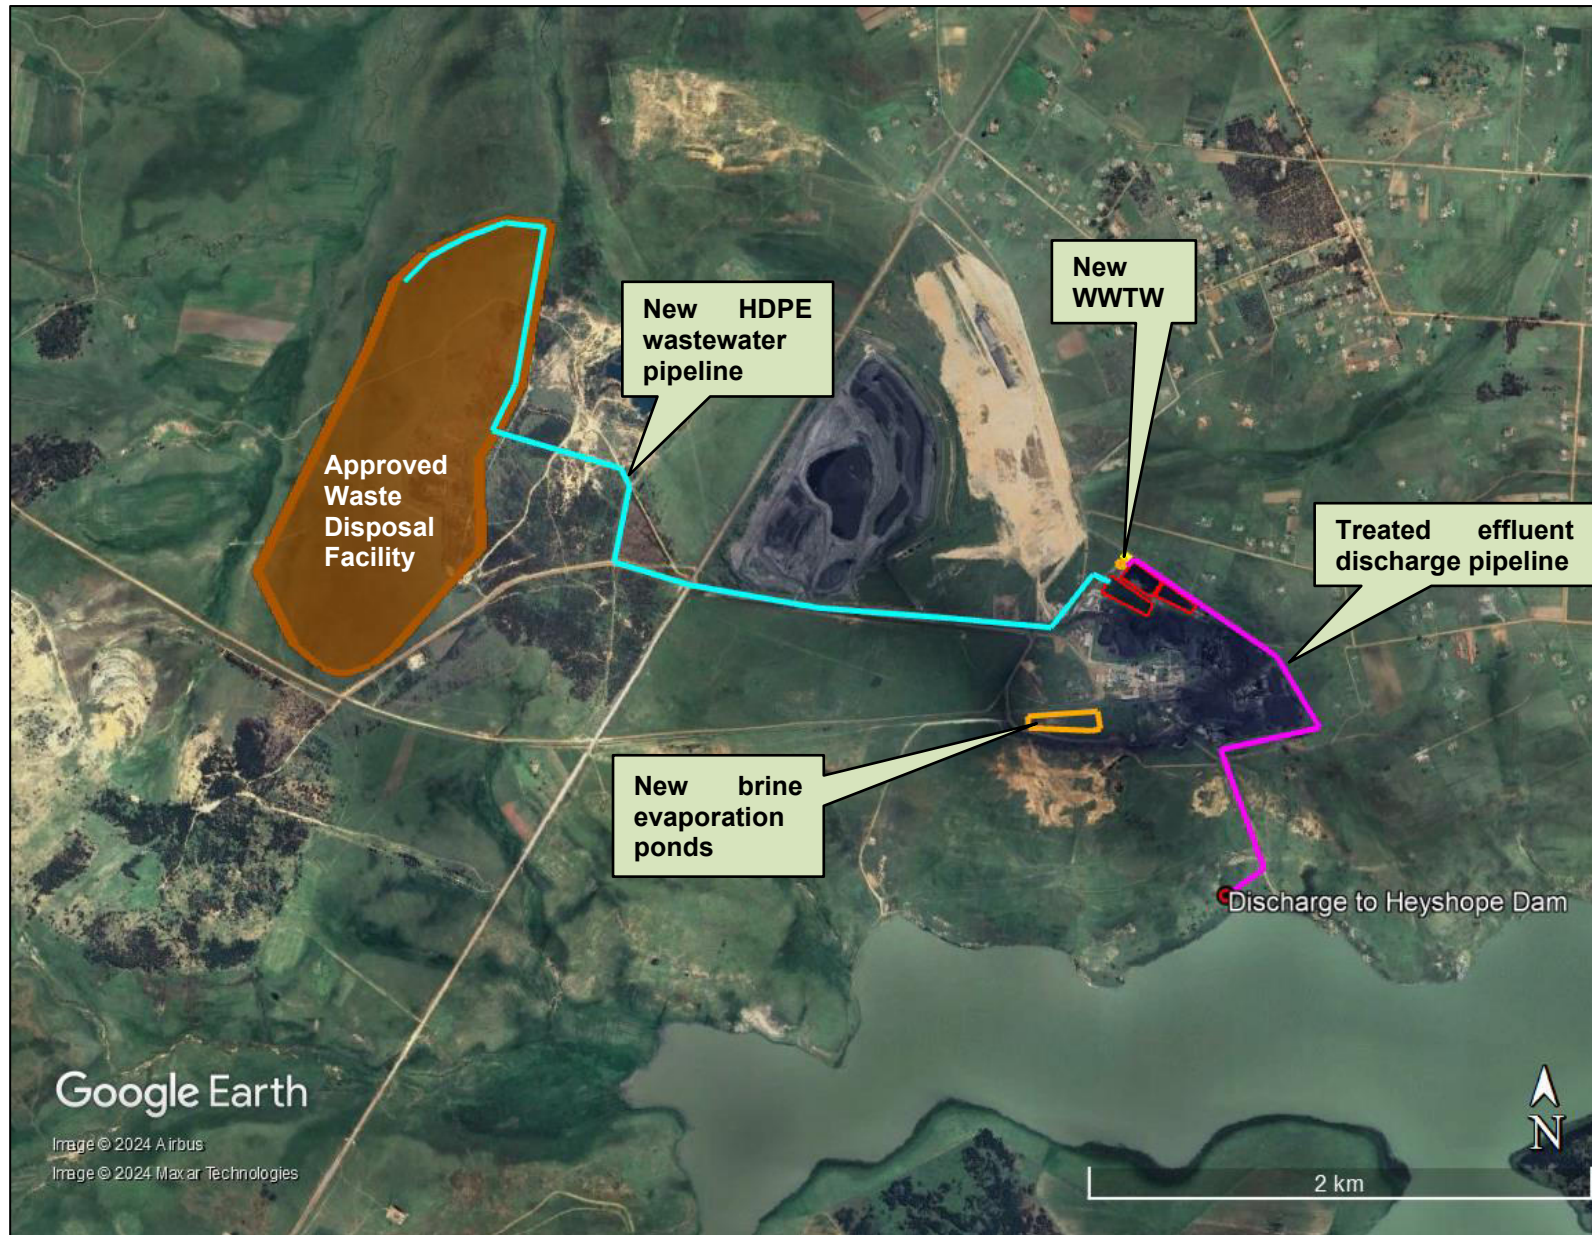 New
WWTW
New HDPE
wastewater
pipeline
Approved
Waste
Disposal
Facility
Treated effluent
discharge pipeline
New brine
evaporation
ponds
Discharge to Heyshope Dam
Google Earth
Image © 2024 Airbus
Image © 2024 Maxar Technologies
N
2 km